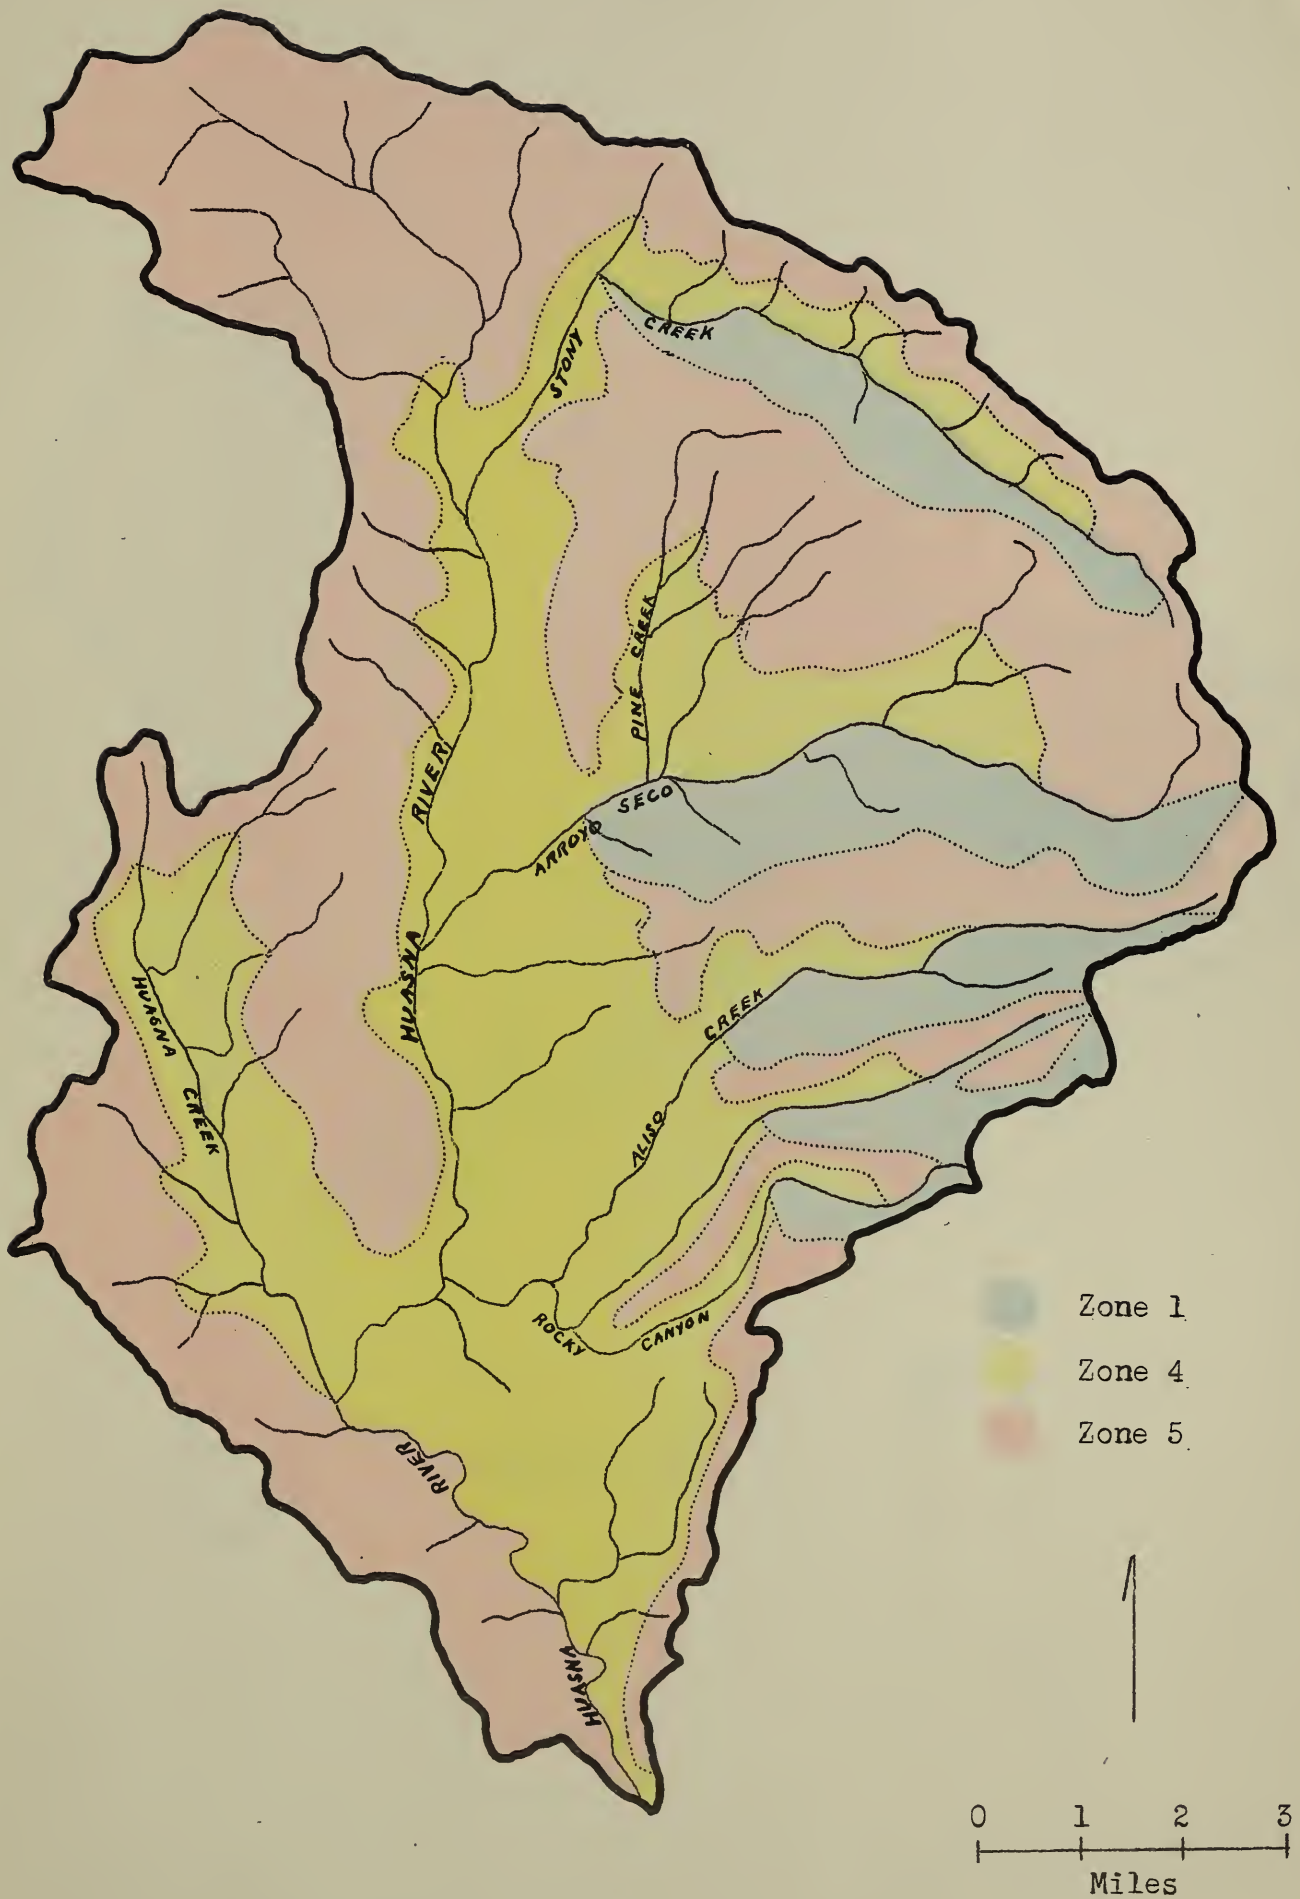 CREEK
STONY
PINE CREEK
RIVER
SECO
ARROYO
HUASNA
HUASNA
CREEK
CREEK
ALISO
ROCKY
CANYON
RIVER
HUASNA
Zone 1
Zone 4
Zone 5
0 1 2 3
Miles